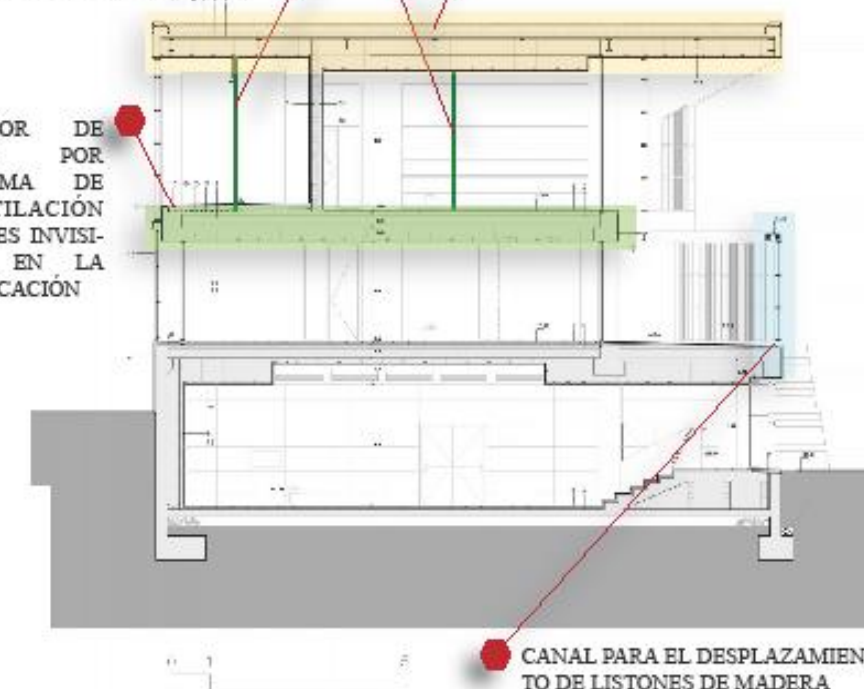 OR DE
POR
MA DE
TILACIÓN
ES INVISI-
EN LA
CACIÓN
CANAL PARA EL DESPLAZAMIEN
TO DE LISTONES DE MADERA